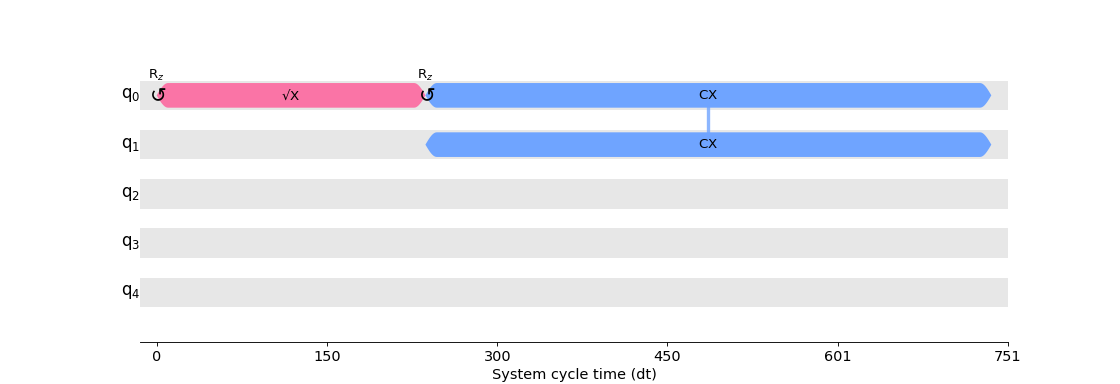 R_z R_z
q_0 √X CX
q_1 CX
q_2
q_3
q_4
0 150 300 450 601 751
System cycle time (dt)